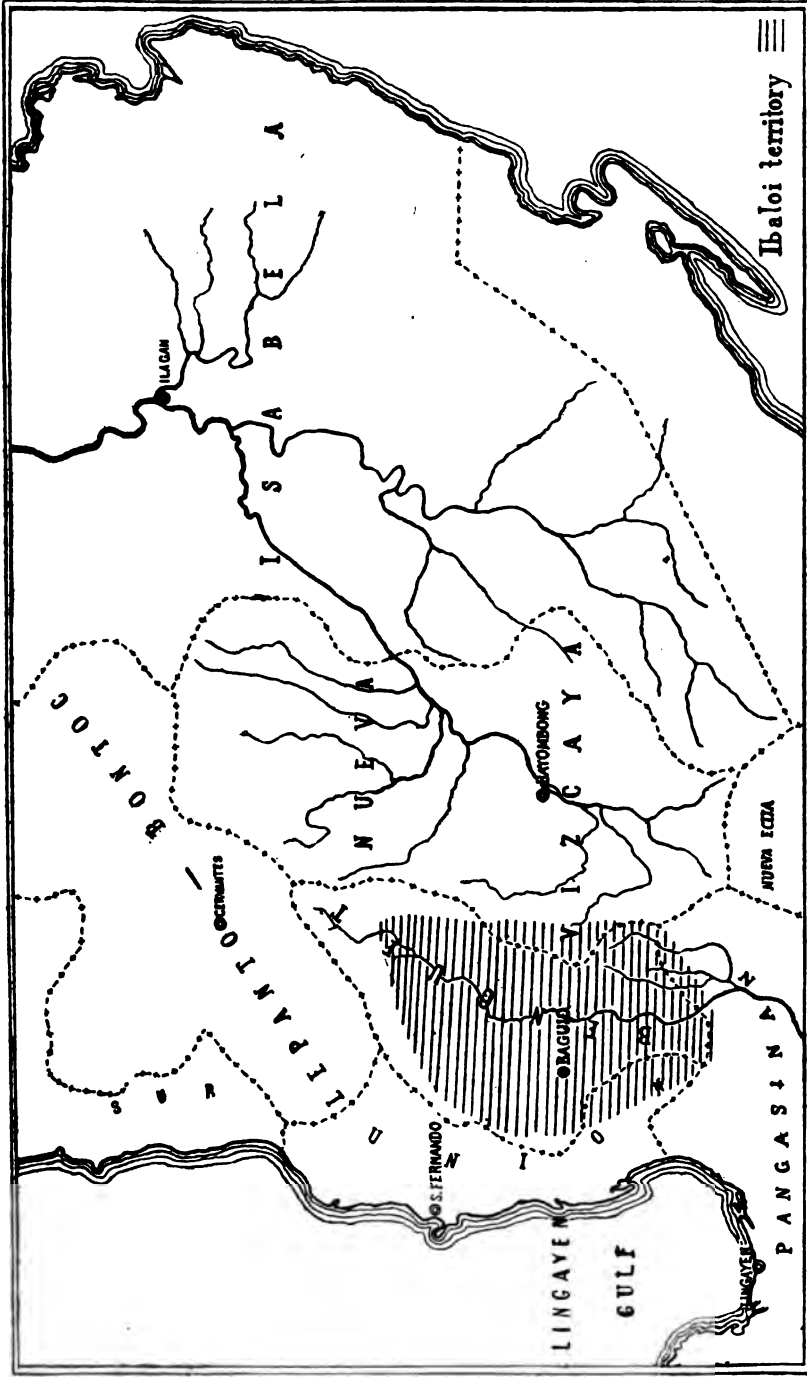 SUR
BONTOC
LEPANTO
CERVANTES
ILAGAN
ISABELA
UNION
S.FERNANDO
BENGUET
BAGUIO
NUEVA
VIZCAYA
BAYOMBONG
LINGAYEN
GULF
LINGAYEN
PANGASINAN
NUEVA ECIJA
Ibaloi territory